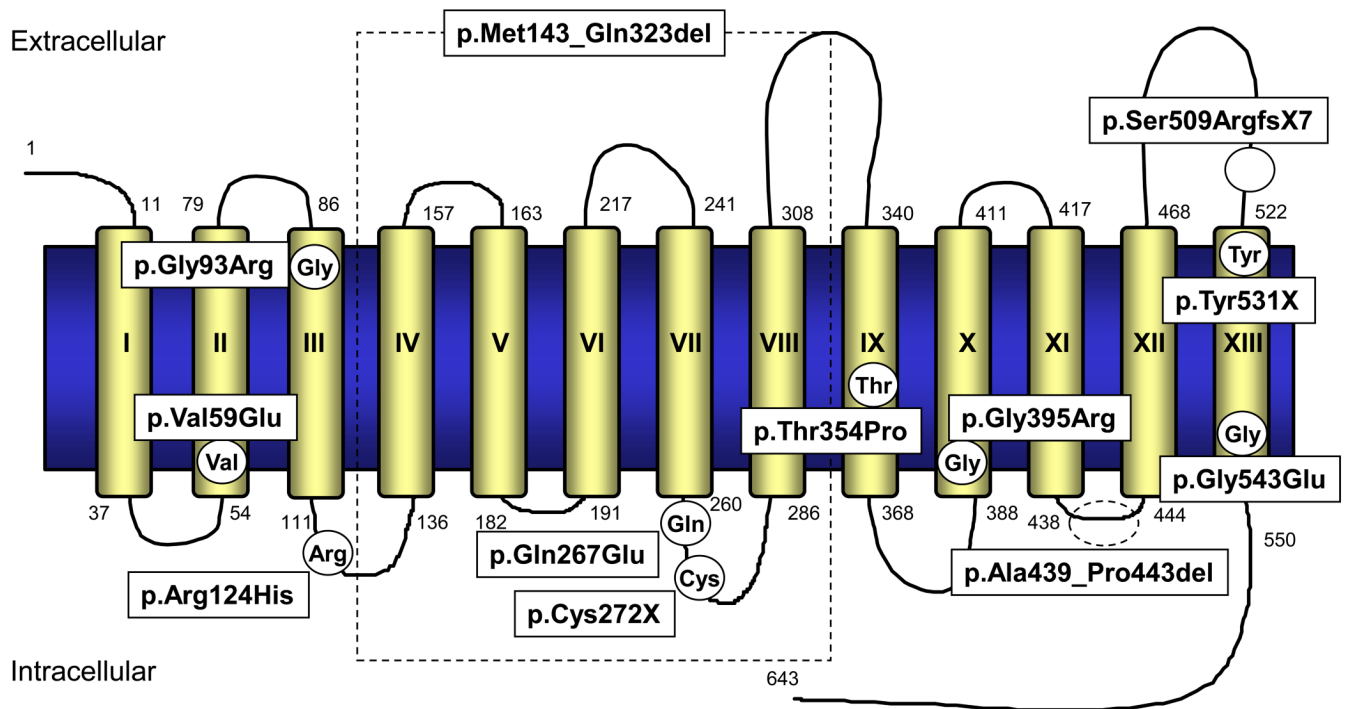 Extracellular
p.Met143_Gln323del
p.Ser509ArgfsX7
1
11
79
86
157
163
217
241
308
340
411
417
468
522
p.Gly93Arg
Gly
Tyr
p.Tyr531X
I
II
III
IV
V
VI
VII
VIII
IX
X
XI
XII
XIII
Thr
p.Val59Glu
p.Thr354Pro
p.Gly395Arg
Val
Gly
Gly
p.Gly543Glu
37
54
111
136
182
191
260
286
368
388
438
444
550
Gln
Arg
p.Gln267Glu
Cys
p.Ala439_Pro443del
p.Arg124His
p.Cys272X
Intracellular
643